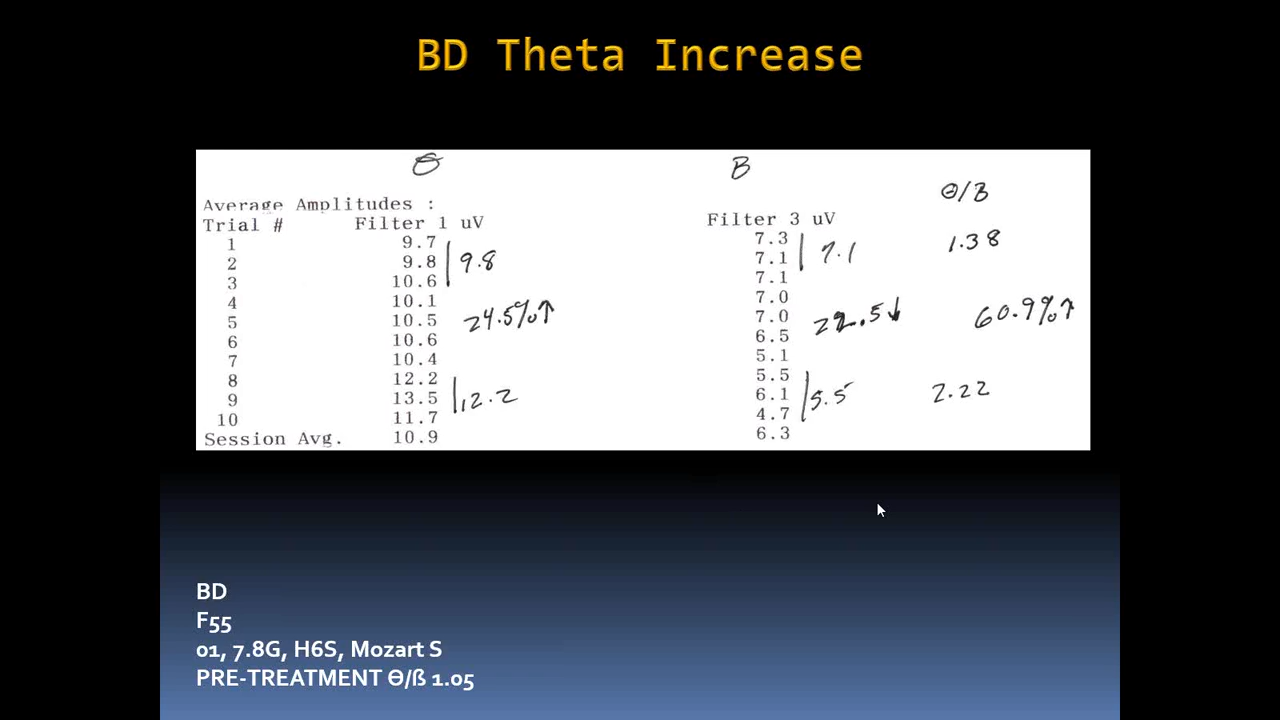 BD Theta Increase
Θ B
Θ/B
Average Amplitudes :
Trial # Filter 1 uV Filter 3 uV
1 9.7 7.3 1.38
2 9.8 9.8 7.1 7.1
3 10.6 7.1
4 10.1 7.0
5 10.5 24.5%↑ 7.0 22.5↓ 60.9%↑
6 10.6 6.5
7 10.4 5.1
8 12.2 5.5
9 13.5 12.2 6.1 5.5 2.22
10 11.7 4.7
Session Avg. 10.9 6.3
BD
F55
01, 7.8G, H6S, Mozart S
PRE-TREATMENT Ɵ/ß 1.05